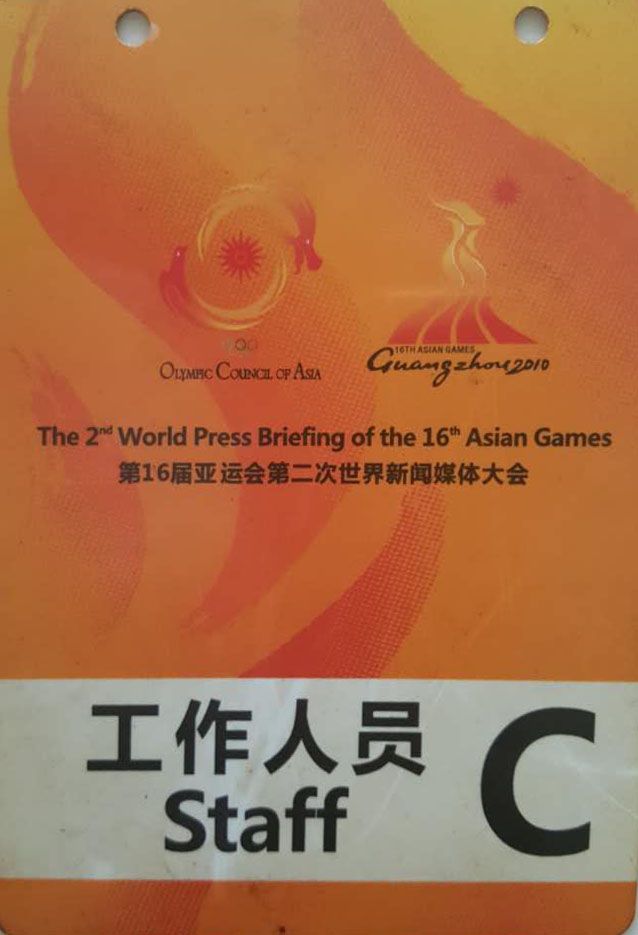 OLYMPIC COUNCIL OF ASIA
16TH ASIAN GAMES
Guangzhou 2010
The 2nd World Press Briefing of the 16th Asian Games
第16届亚运会第二次世界新闻媒体大会
工作人员
Staff
C